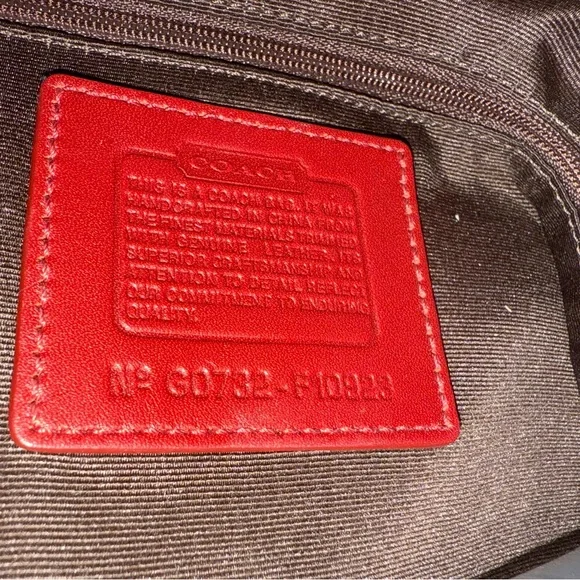 COACH
THIS IS A COACH BAG. IT WAS
HANDCRAFTED IN CHINA FROM
THE FINEST MATERIALS TRIMMED
WITH GENUINE LEATHER. ITS
SUPERIOR CRAFTSMANSHIP AND
ATTENTION TO DETAIL REFLECT
OUR COMMITMENT TO ENDURING
QUALITY.
Nº G0732-F10923